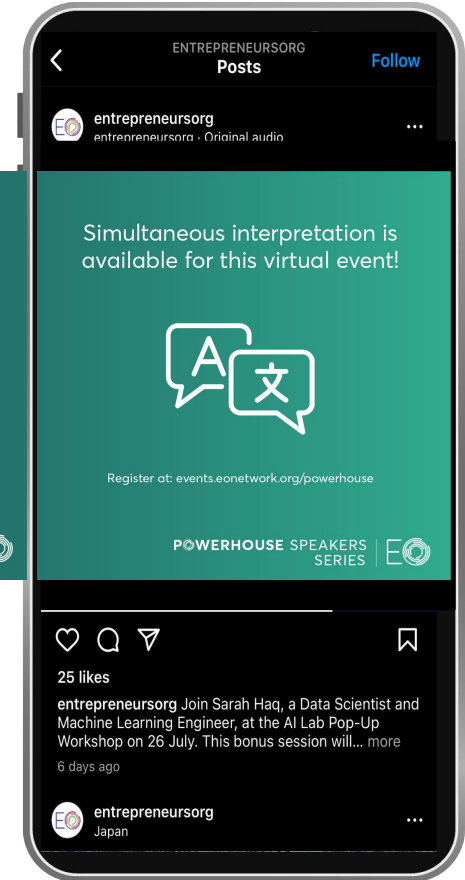 ENTREPRENEURSORG
Posts
Follow
EO
entrepreneursorg
entrepreneursorg · Original audio
Simultaneous interpretation is
available for this virtual event!
A
文
Register at: events.eonetwork.org/powerhouse
POWERHOUSE SPEAKERS
SERIES
EO
25 likes
entrepreneursorg Join Sarah Haq, a Data Scientist and
Machine Learning Engineer, at the AI Lab Pop-Up
Workshop on 26 July. This bonus session will... more
6 days ago
EO
entrepreneursorg
Japan